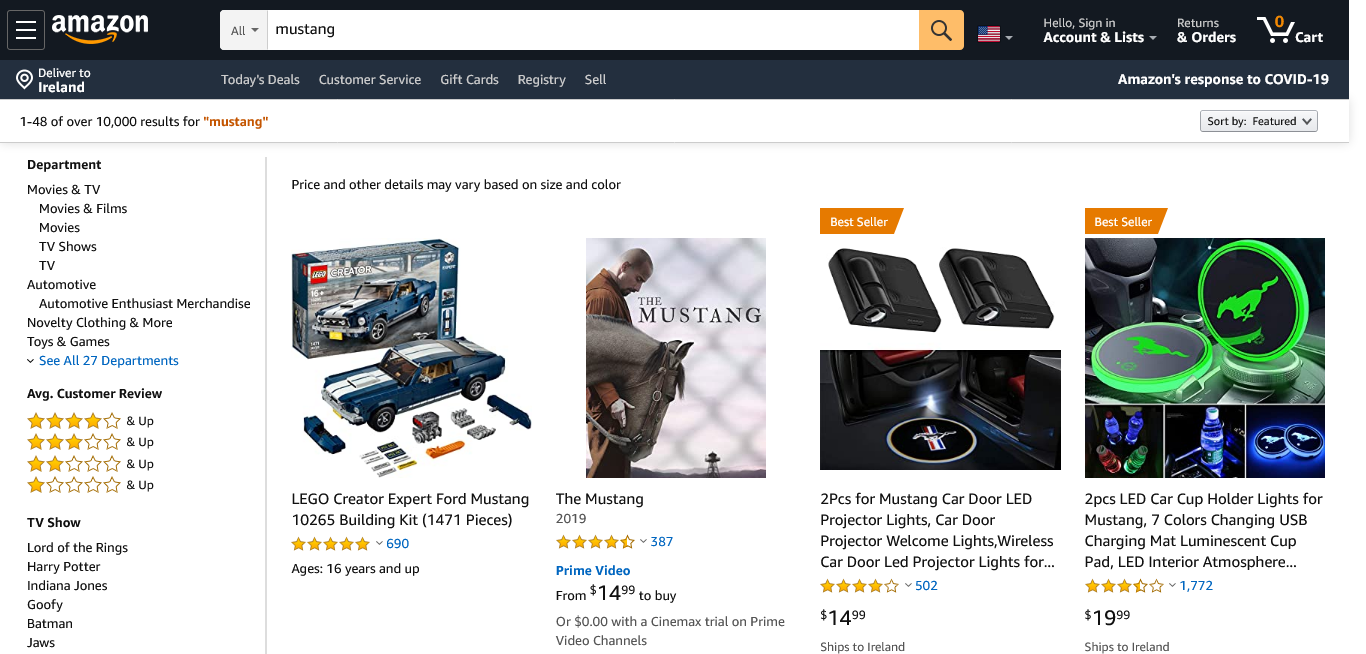 amazon
All
mustang
Hello, Sign in
Account & Lists
Returns
& Orders
0
Cart
Deliver to
Ireland
Today's Deals
Customer Service
Gift Cards
Registry
Sell
Amazon's response to COVID-19
1-48 of over 10,000 results for "mustang"
Sort by: Featured
Department
Movies & TV
Movies & Films
Movies
TV Shows
TV
Automotive
Automotive Enthusiast Merchandise
Novelty Clothing & More
Toys & Games
See All 27 Departments
Avg. Customer Review
& Up
& Up
& Up
& Up
TV Show
Lord of the Rings
Harry Potter
Indiana Jones
Goofy
Batman
Jaws
Price and other details may vary based on size and color
LEGO
CREATOR
EXPERT
16+
LEGO Creator Expert Ford Mustang
10265 Building Kit (1471 Pieces)
690
Ages: 16 years and up
THE
MUSTANG
The Mustang
2019
387
Prime Video
From $14.99 to buy
Or $0.00 with a Cinemax trial on Prime
Video Channels
Best Seller
2Pcs for Mustang Car Door LED
Projector Lights, Car Door
Projector Welcome Lights,Wireless
Car Door Led Projector Lights for...
502
$14.99
Ships to Ireland
Best Seller
2pcs LED Car Cup Holder Lights for
Mustang, 7 Colors Changing USB
Charging Mat Luminescent Cup
Pad, LED Interior Atmosphere...
1,772
$19.99
Ships to Ireland